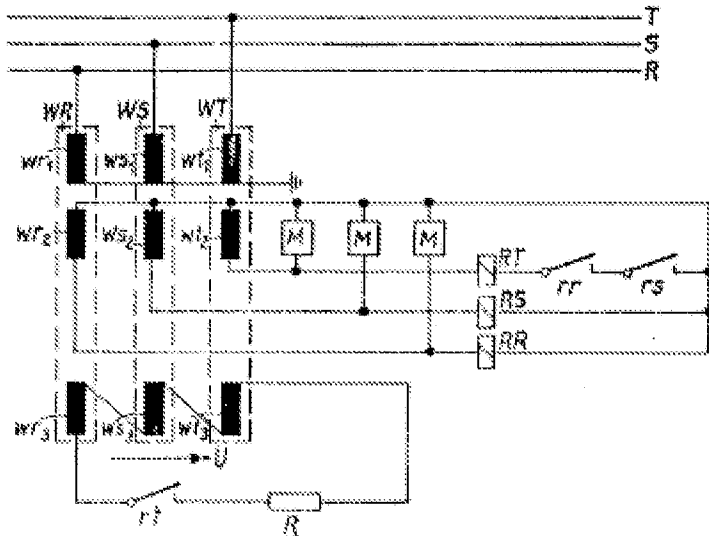 T
S
R
WR WS WT
wr₁ ws₁ wt₁
wr₂ ws₂ wt₂
M M M
RT
rr rs
RS
RR
wr₃ ws₃ wt₃
U
rt
R